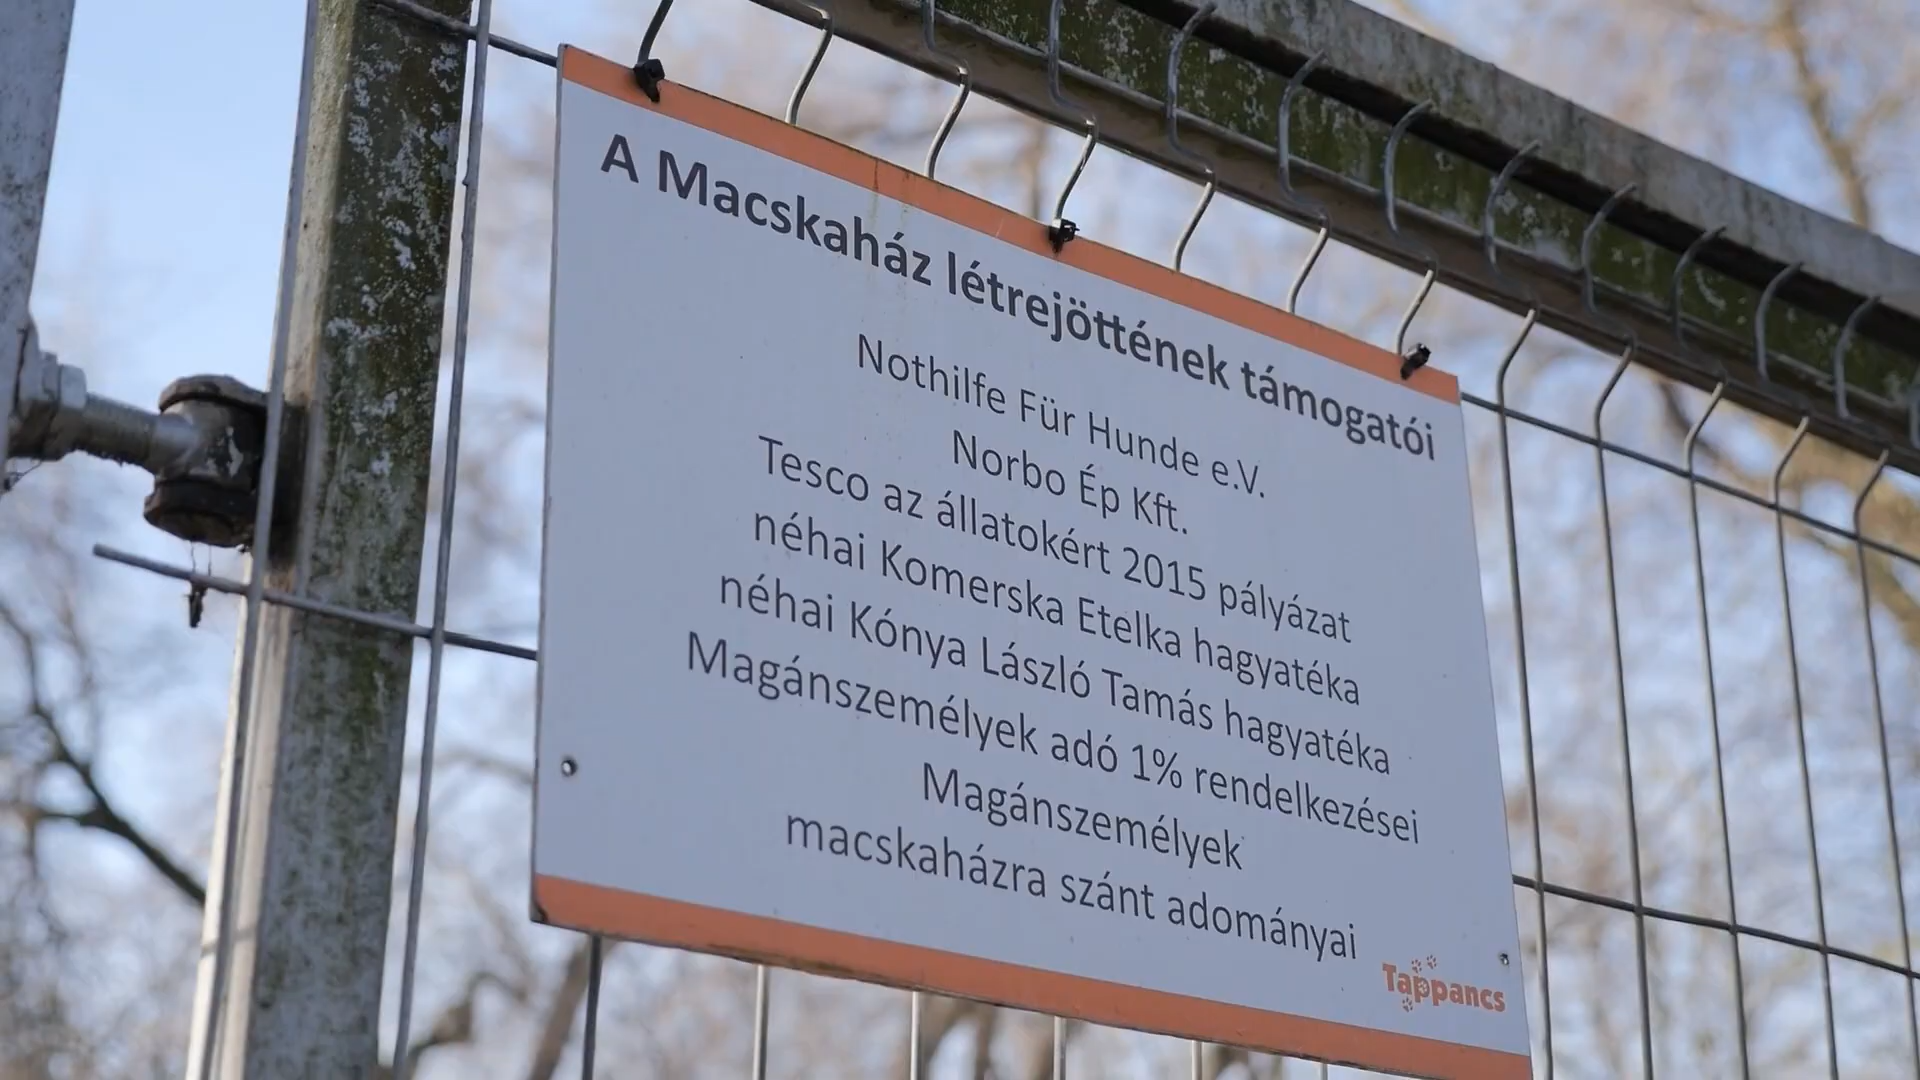 A Macskaház létrejöttének támogatói
Nothilfe Für Hunde e.V.
Norbo Ép Kft.
Tesco az állatokért 2015 pályázat
néhai Komerska Etelka hagyatéka
néhai Kónya László Tamás hagyatéka
Magánszemélyek adó 1% rendelkezései
Magánszemélyek
macskaházra szánt adományai
Tappancs